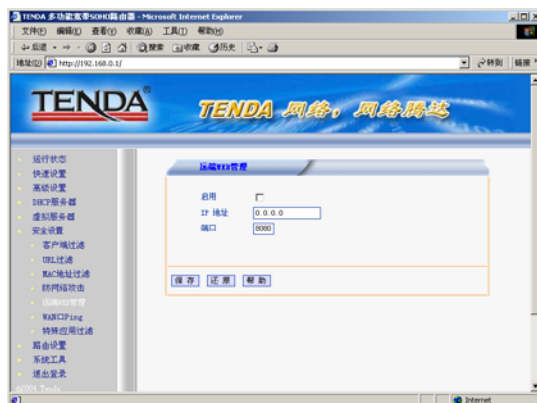 TENDA 多功能宽带SOHO路由器 - Microsoft Internet Explorer
文件(F) 编辑(E) 查看(V) 收藏(A) 工具(T) 帮助(H)
后退 搜索 收藏 历史
地址(D) http://192.168.0.1/ 转到 链接
TENDA®
TENDA 网络，网络腾达
运行状态
快速设置
高级设置
DHCP服务器
虚拟服务器
安全设置
客户端过滤
URL过滤
MAC地址过滤
防网络攻击
远端WEB管理
WAN口Ping
特殊应用过滤
路由设置
系统工具
退出登录
©2004 Tenda
远端WEB管理
启用
IP 地址 0.0.0.0
端口 8080
保存 还原 帮助
Internet